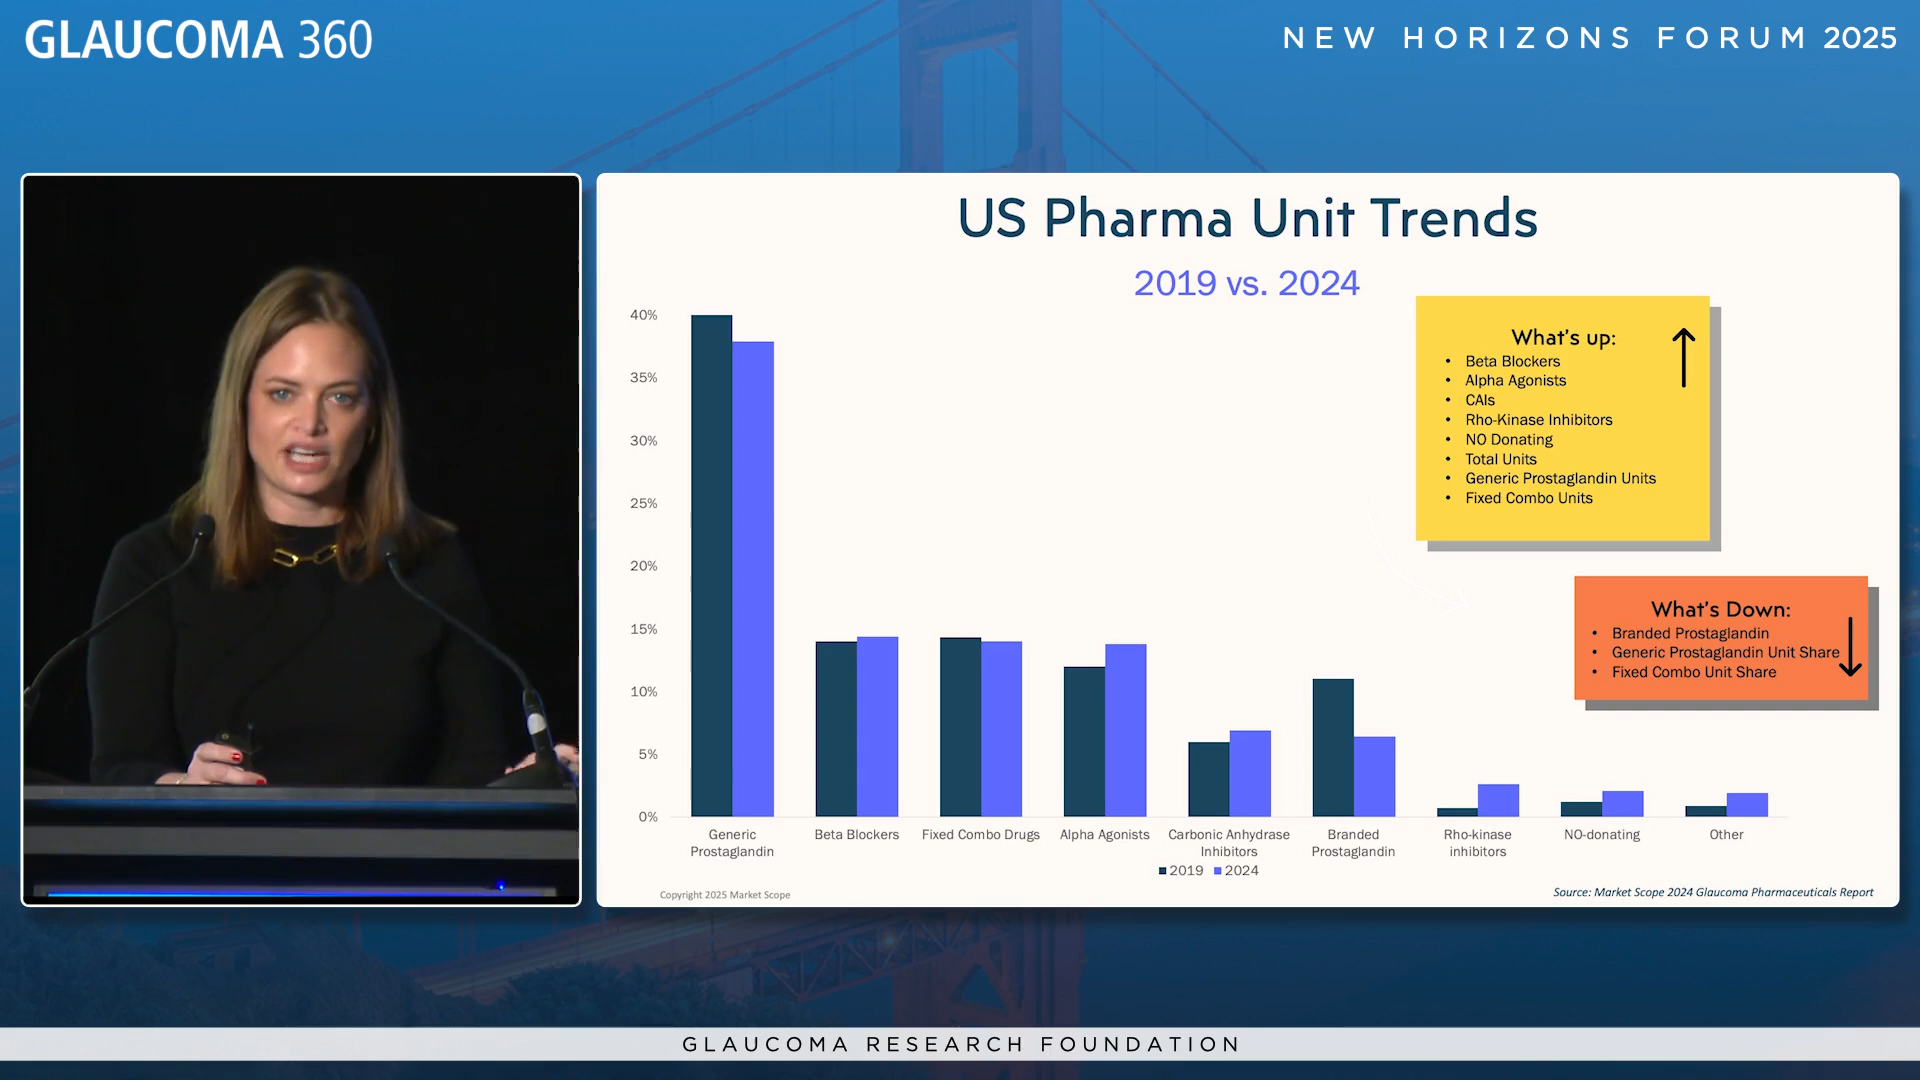 GLAUCOMA 360
NEW HORIZONS FORUM 2025
US Pharma Unit Trends
2019 vs. 2024
40%
35%
30%
25%
20%
15%
10%
5%
0%
What's up:
• Beta Blockers
• Alpha Agonists
• CAIs
• Rho-Kinase Inhibitors
• NO Donating
• Total Units
• Generic Prostaglandin Units
• Fixed Combo Units
What's Down:
• Branded Prostaglandin
• Generic Prostaglandin Unit Share
• Fixed Combo Unit Share
Generic
Prostaglandin
Beta Blockers
Fixed Combo Drugs
Alpha Agonists
Carbonic Anhydrase
Inhibitors
Branded
Prostaglandin
Rho-kinase
inhibitors
NO-donating
Other
2019 2024
Copyright 2025 Market Scope
Source: Market Scope 2024 Glaucoma Pharmaceuticals Report
GLAUCOMA RESEARCH FOUNDATION